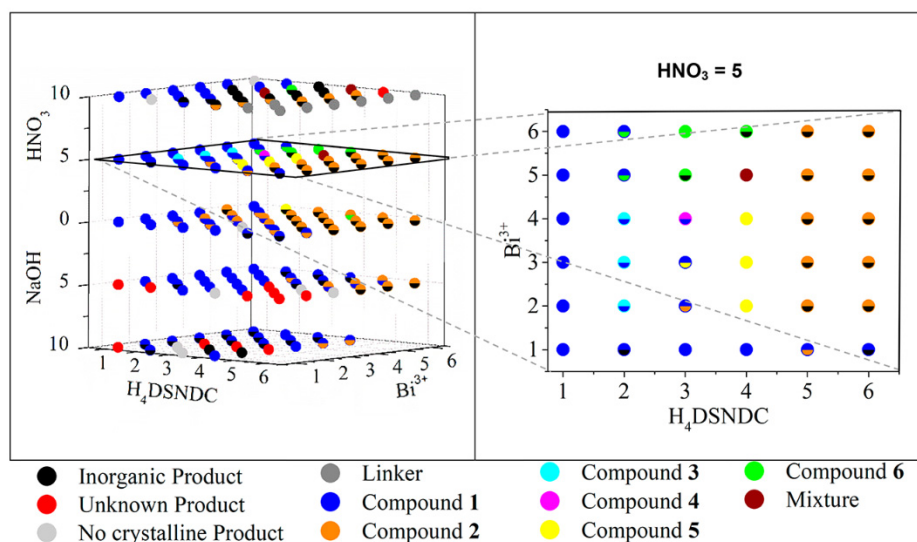 HNO₃ = 5
10
5
0
5
10
HNO₃
NaOH
1
2
3
4
5
6
H₄DSNDC
1
2
3
4
5
6
Bi³⁺
6
5
4
3
2
1
Bi³⁺
1 2 3 4 5 6
H₄DSNDC
Inorganic Product
Unknown Product
No crystalline Product
Linker
Compound 1
Compound 2
Compound 3
Compound 4
Compound 5
Compound 6
Mixture